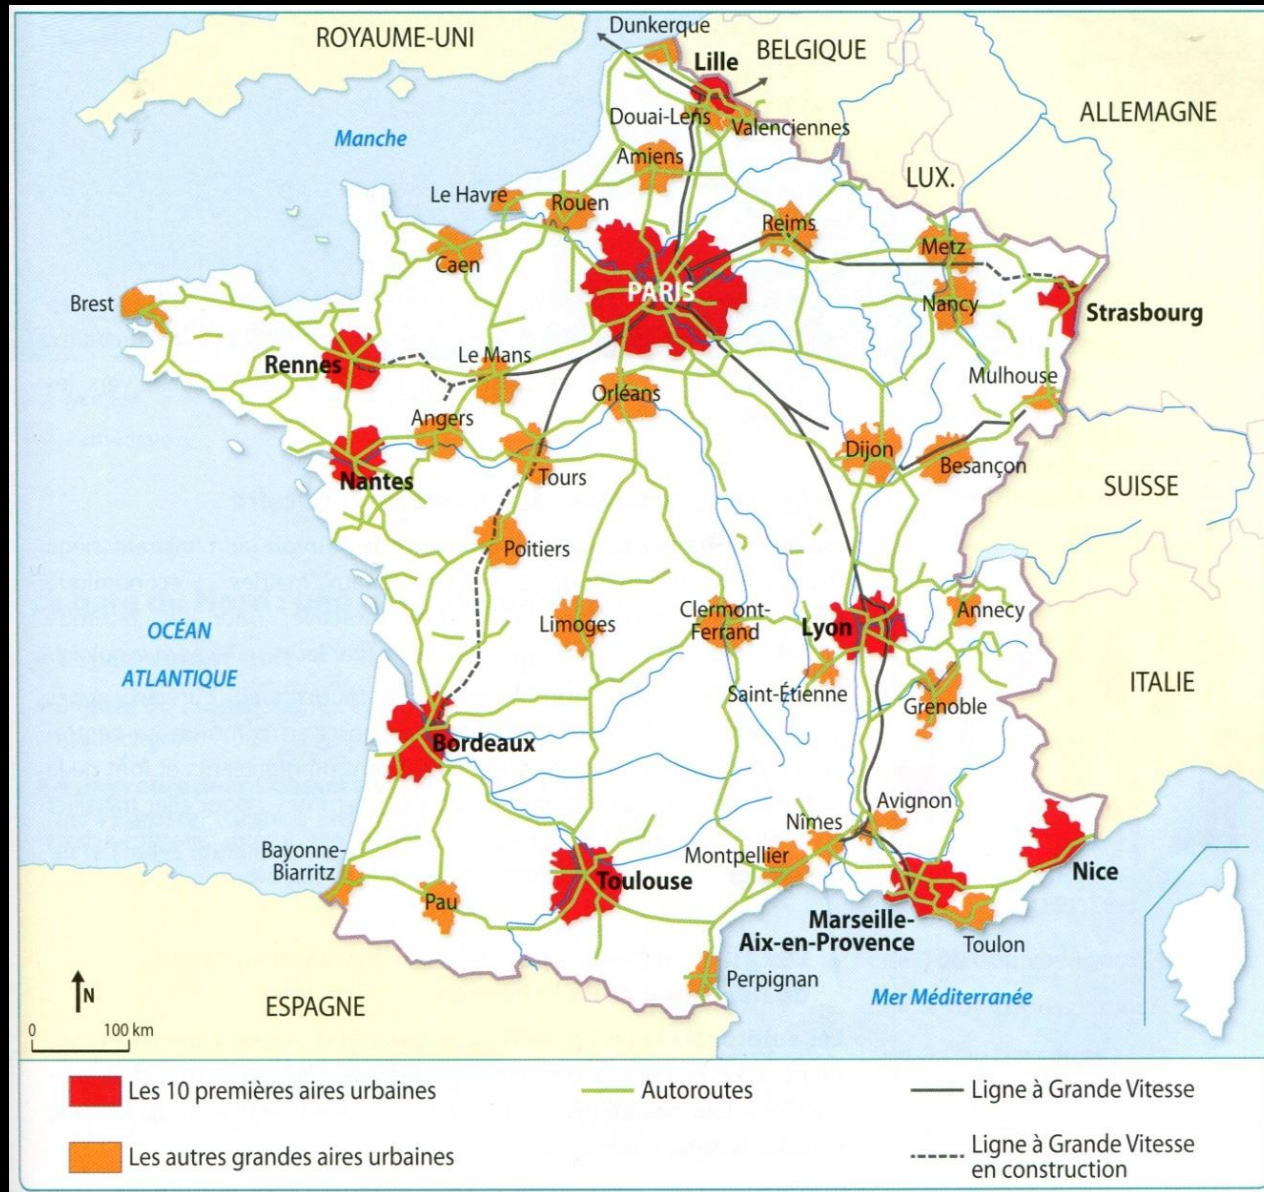 Dunkerque
ROYAUME-UNI
BELGIQUE
Lille
ALLEMAGNE
Douai-Lens
Valenciennes
Manche
Amiens
LUX.
Le Havre
Rouen
Reims
Metz
Caen
PARIS
Brest
Nancy
Strasbourg
Rennes
Le Mans
Mulhouse
Orléans
Angers
Dijon
Besançon
Nantes
Tours
SUISSE
Poitiers
Limoges
Clermont-
Ferrand
Lyon
Annecy
OCÉAN
ATLANTIQUE
Saint-Étienne
Grenoble
ITALIE
Bordeaux
Avignon
Nîmes
Bayonne-
Biarritz
Montpellier
Nice
Toulouse
Pau
Marseille-
Aix-en-Provence
Toulon
Perpignan
N
Mer Méditerranée
ESPAGNE
0 100 km
Les 10 premières aires urbaines
Autoroutes
Ligne à Grande Vitesse
Les autres grandes aires urbaines
Ligne à Grande Vitesse
en construction